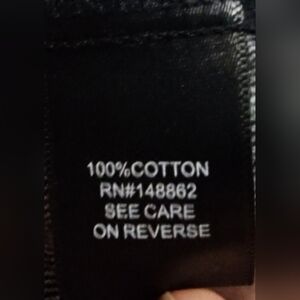 100%COTTON
RN#148862
SEE CARE
ON REVERSE